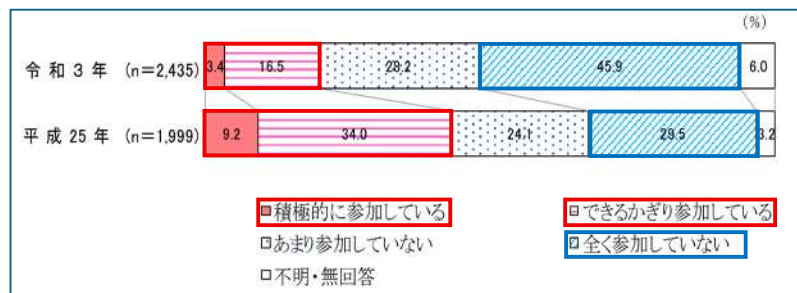 (%)
令和3年 (n=2,435) 3.4 16.5 28.2 45.9 6.0
平成25年 (n=1,999) 9.2 34.0 24.1 29.5 3.2
積極的に参加している できるかぎり参加している
あまり参加していない 全く参加していない
不明・無回答